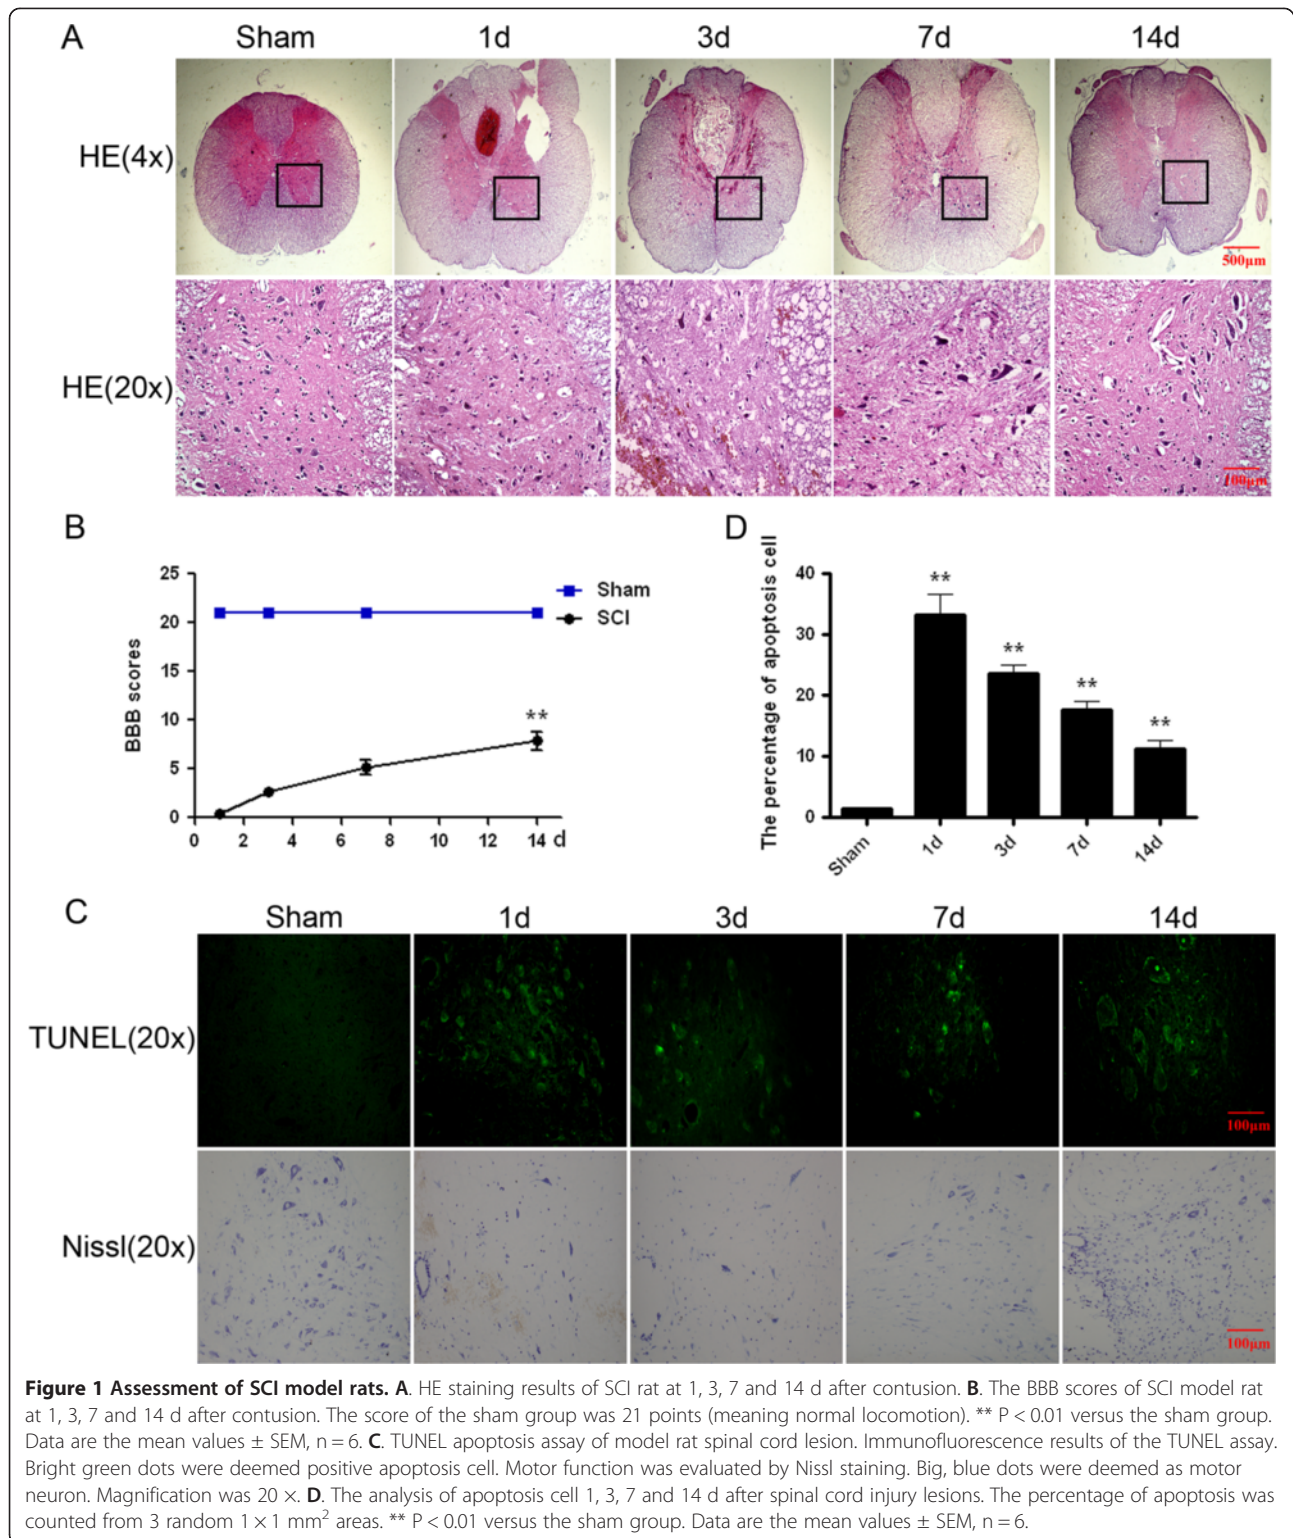 A
Sham 1d 3d 7d 14d
HE(4x)
500μm
HE(20x)
100μm
B
25
20
15
10
5
0
BBB scores
0 2 4 6 8 10 12 14 d
Sham
SCI
**
D
The percentage of apoptosis cell
40
30
20
10
0
** ** ** **
Sham 1d 3d 7d 14d
C
Sham 1d 3d 7d 14d
TUNEL(20x)
100μm
Nissl(20x)
100μm
Figure 1 Assessment of SCI model rats. A. HE staining results of SCI rat at 1, 3, 7 and 14 d after contusion. B. The BBB scores of SCI model rat
at 1, 3, 7 and 14 d after contusion. The score of the sham group was 21 points (meaning normal locomotion). ** P < 0.01 versus the sham group.
Data are the mean values ± SEM, n = 6. C. TUNEL apoptosis assay of model rat spinal cord lesion. Immunofluorescence results of the TUNEL assay.
Bright green dots were deemed positive apoptosis cell. Motor function was evaluated by Nissl staining. Big, blue dots were deemed as motor
neuron. Magnification was 20 ×. D. The analysis of apoptosis cell 1, 3, 7 and 14 d after spinal cord injury lesions. The percentage of apoptosis was
counted from 3 random 1 × 1 mm² areas. ** P < 0.01 versus the sham group. Data are the mean values ± SEM, n = 6.